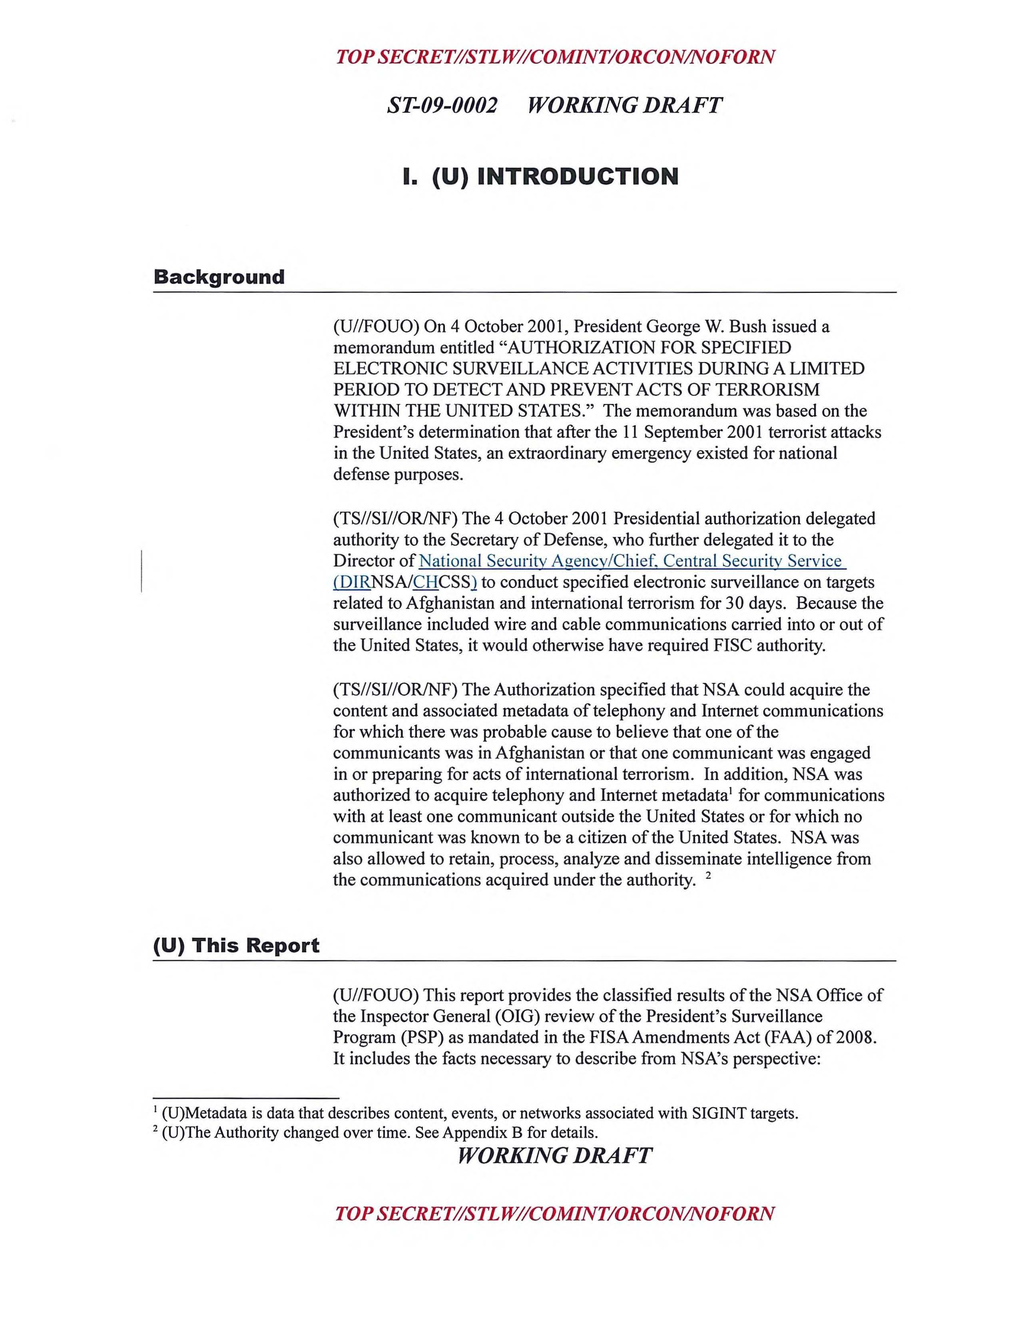 TOP SECRET//STLW//COMINT/ORCON/NOFORN
ST-09-0002 WORKING DRAFT
I. (U) INTRODUCTION
Background
(U//FOUO) On 4 October 2001, President George W. Bush issued a
memorandum entitled “AUTHORIZATION FOR SPECIFIED
ELECTRONIC SURVEILLANCE ACTIVITIES DURING A LIMITED
PERIOD TO DETECT AND PREVENT ACTS OF TERRORISM
WITHIN THE UNITED STATES.” The memorandum was based on the
President’s determination that after the 11 September 2001 terrorist attacks
in the United States, an extraordinary emergency existed for national
defense purposes.
(TS//SI//OR/NF) The 4 October 2001 Presidential authorization delegated
authority to the Secretary of Defense, who further delegated it to the
Director of National Security Agency/Chief, Central Security Service
(DIRNSA/CHCSS) to conduct specified electronic surveillance on targets
related to Afghanistan and international terrorism for 30 days. Because the
surveillance included wire and cable communications carried into or out of
the United States, it would otherwise have required FISC authority.
(TS//SI//OR/NF) The Authorization specified that NSA could acquire the
content and associated metadata of telephony and Internet communications
for which there was probable cause to believe that one of the
communicants was in Afghanistan or that one communicant was engaged
in or preparing for acts of international terrorism. In addition, NSA was
authorized to acquire telephony and Internet metadata¹ for communications
with at least one communicant outside the United States or for which no
communicant was known to be a citizen of the United States. NSA was
also allowed to retain, process, analyze and disseminate intelligence from
the communications acquired under the authority. ²
(U) This Report
(U//FOUO) This report provides the classified results of the NSA Office of
the Inspector General (OIG) review of the President’s Surveillance
Program (PSP) as mandated in the FISA Amendments Act (FAA) of 2008.
It includes the facts necessary to describe from NSA’s perspective:
¹ (U)Metadata is data that describes content, events, or networks associated with SIGINT targets.
² (U)The Authority changed over time. See Appendix B for details.
WORKING DRAFT
TOP SECRET//STLW//COMINT/ORCON/NOFORN